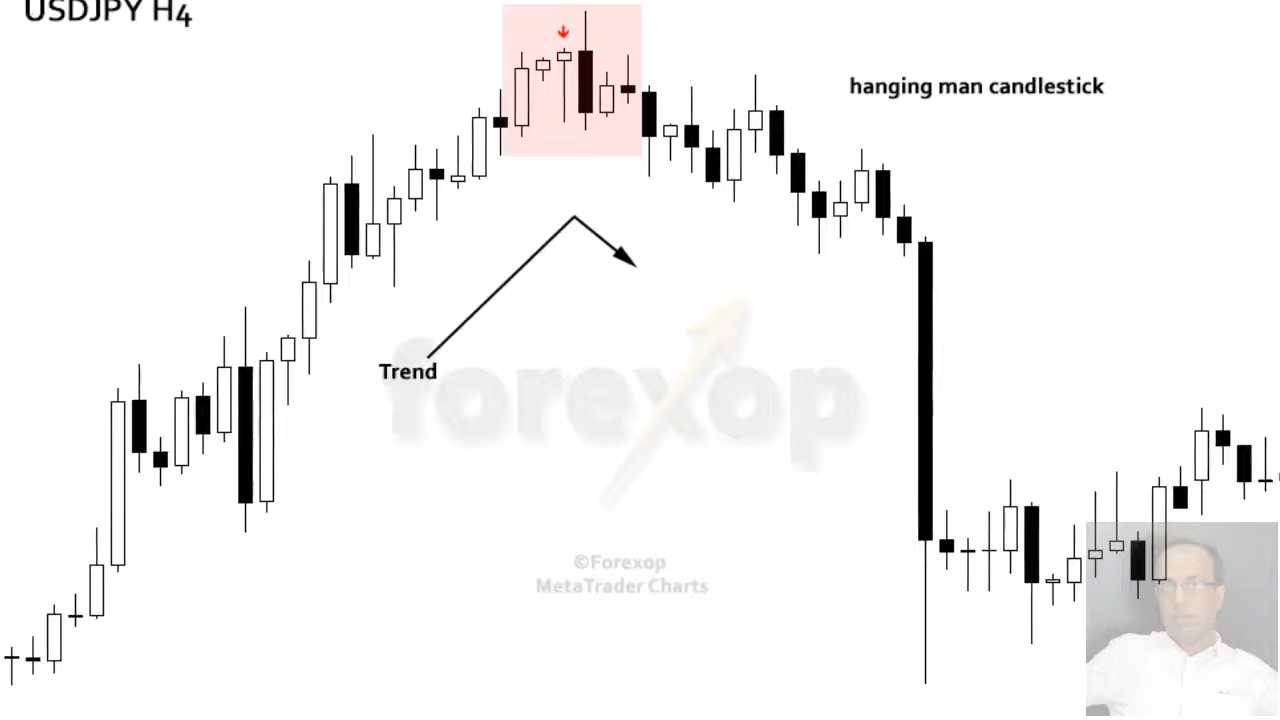 USDJPY H4
hanging man candlestick
Trend
forexop
©Forexop
MetaTrader Charts